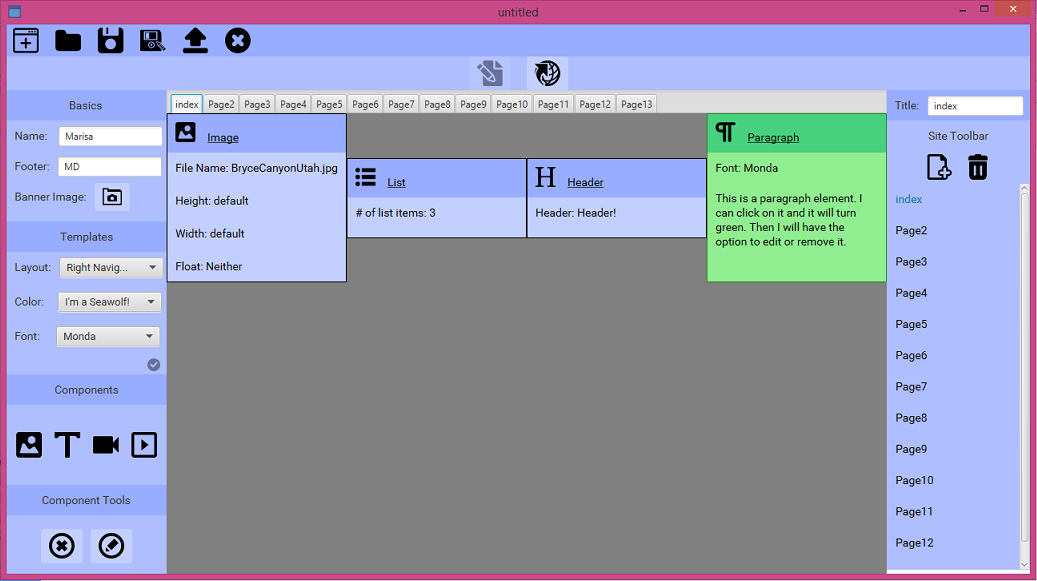 untitled
Basics
Name: Marisa
Footer: MD
Banner Image:
Templates
Layout: Right Navig...
Color: I'm a Seawolf!
Font: Monda
Components
Component Tools
index Page2 Page3 Page4 Page5 Page6 Page7 Page8 Page9 Page10 Page11 Page12 Page13
Image
File Name: BryceCanyonUtah.jpg
Height: default
Width: default
Float: Neither
List
# of list items: 3
H Header
Header: Header!
¶ Paragraph
Font: Monda
This is a paragraph element. I
can click on it and it will turn
green. Then I will have the
option to edit or remove it.
Title: index
Site Toolbar
index
Page2
Page3
Page4
Page5
Page6
Page7
Page8
Page9
Page10
Page11
Page12